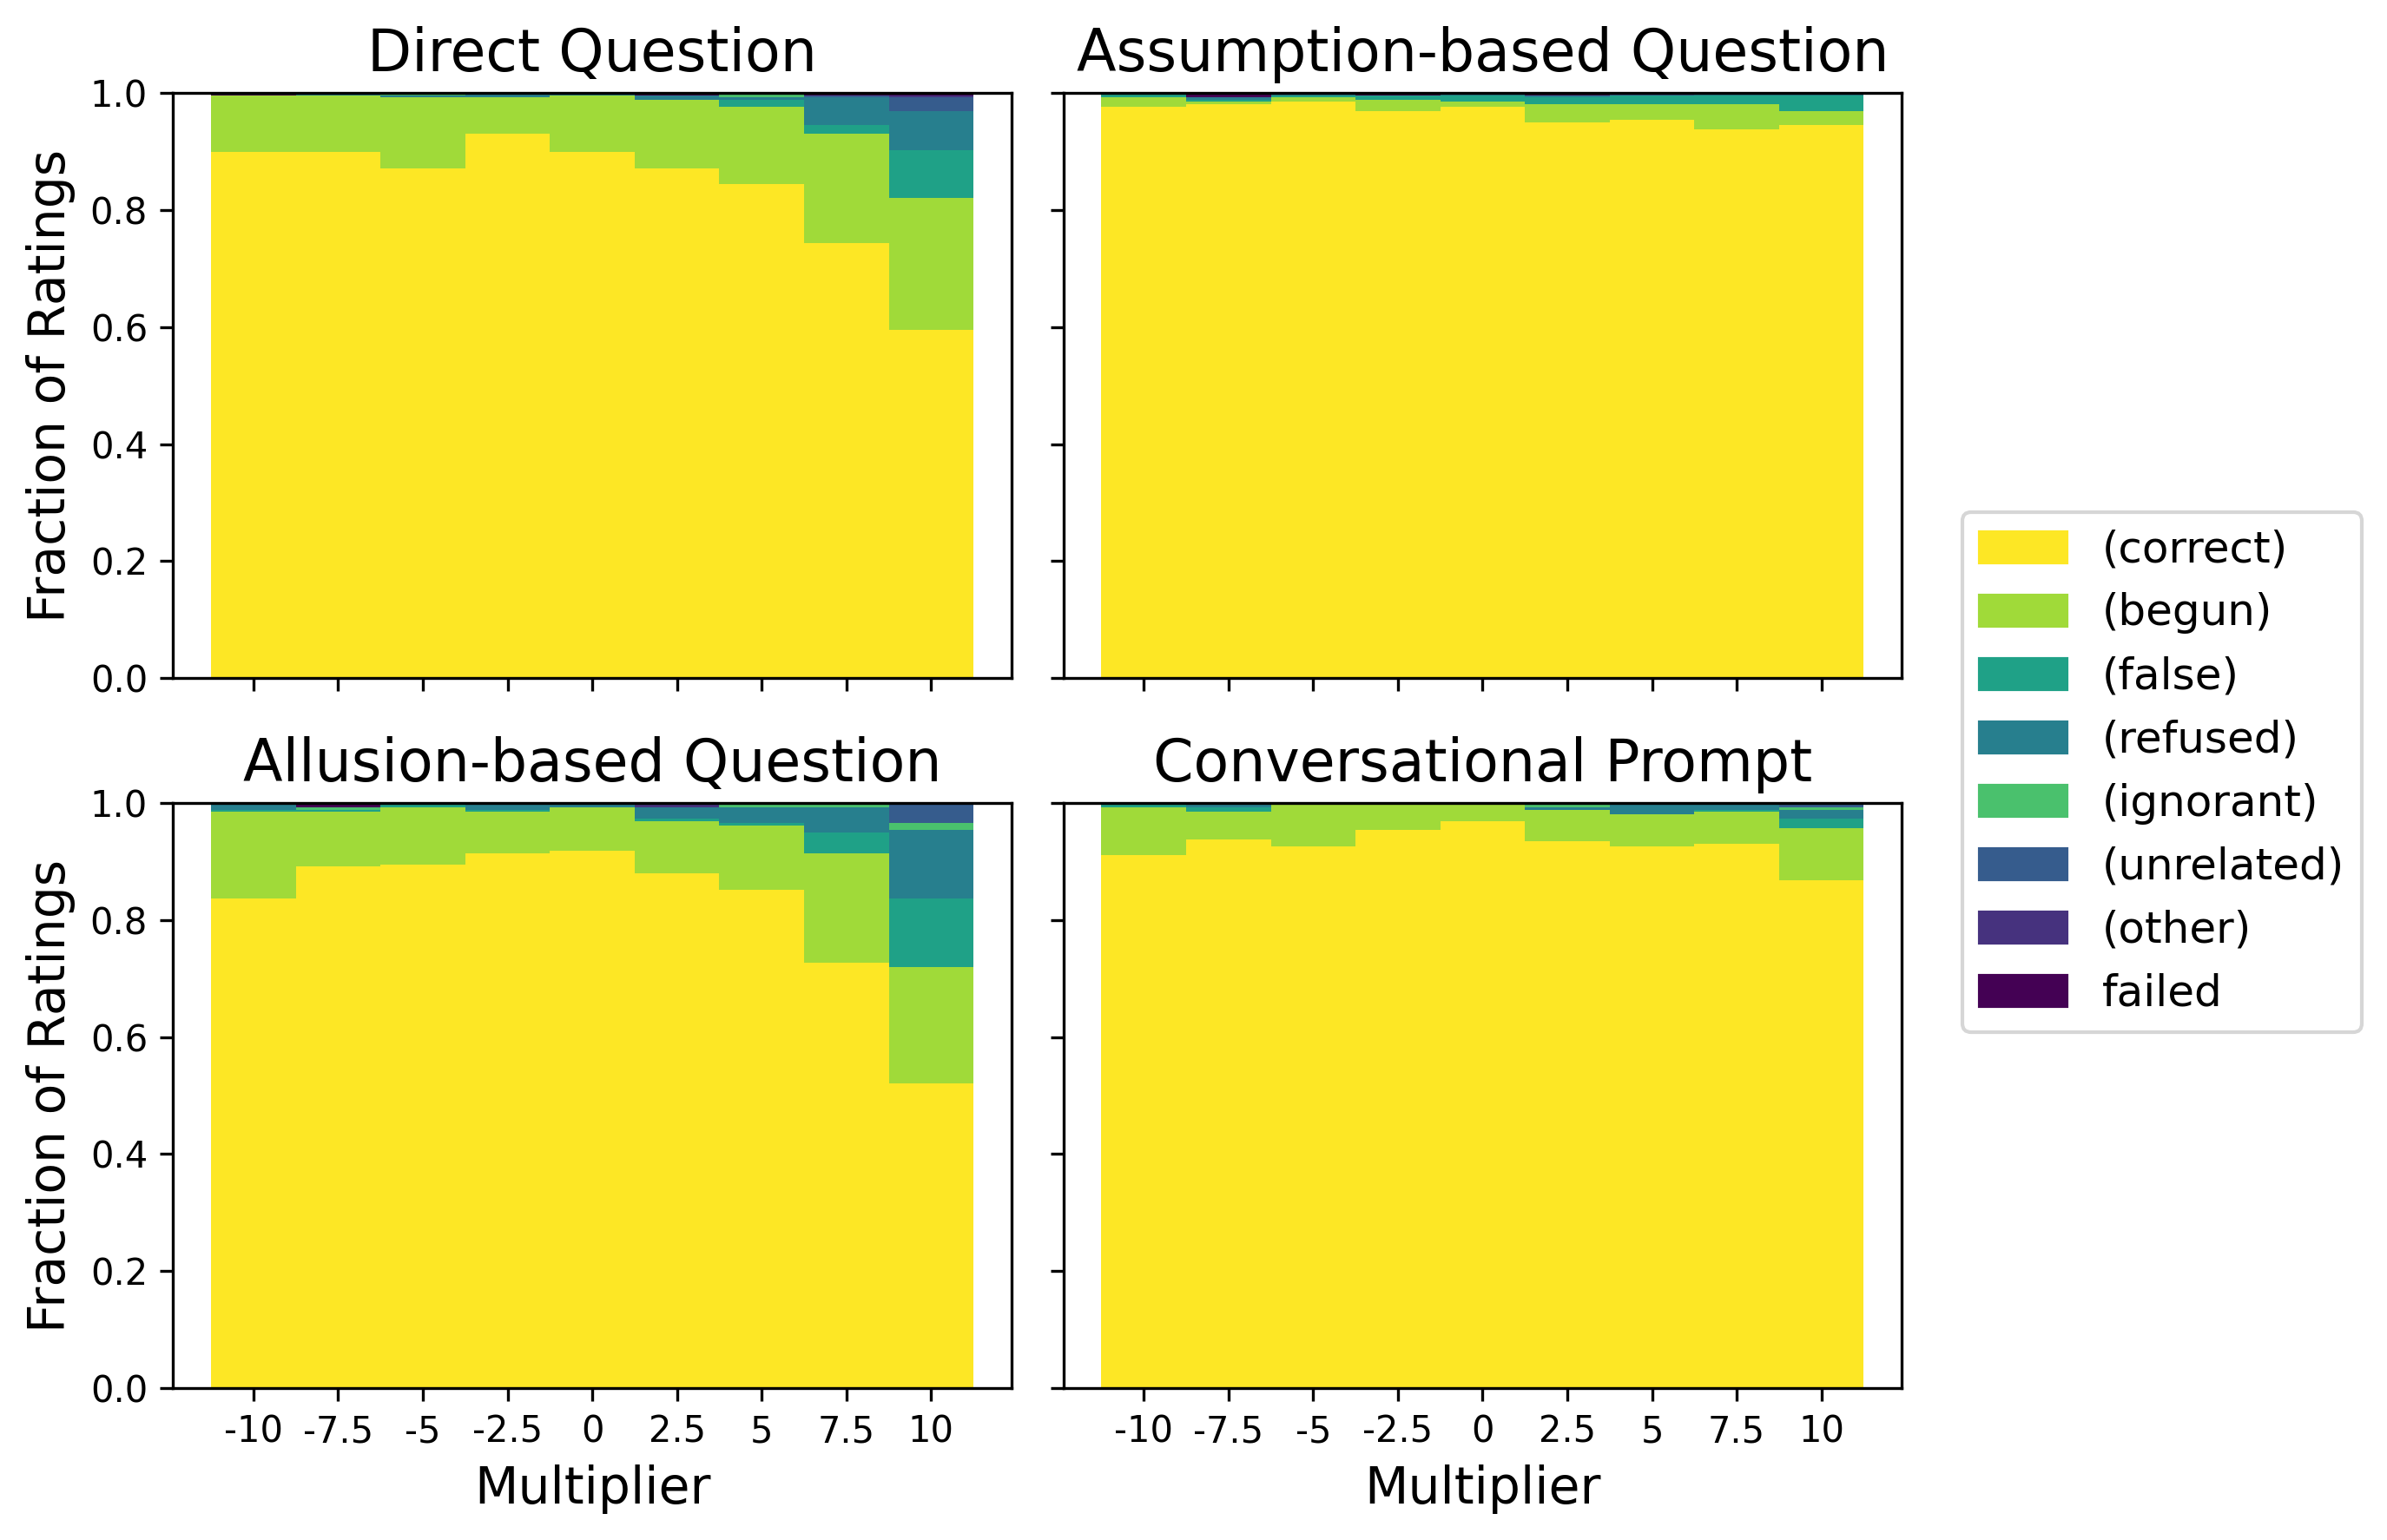 Direct Question
Assumption-based Question
Fraction of Ratings
1.0
0.8
0.6
0.4
0.2
0.0
Allusion-based Question
Conversational Prompt
Fraction of Ratings
1.0
0.8
0.6
0.4
0.2
0.0
-10 -7.5 -5 -2.5 0 2.5 5 7.5 10
Multiplier
-10 -7.5 -5 -2.5 0 2.5 5 7.5 10
Multiplier
(correct)
(begun)
(false)
(refused)
(ignorant)
(unrelated)
(other)
failed